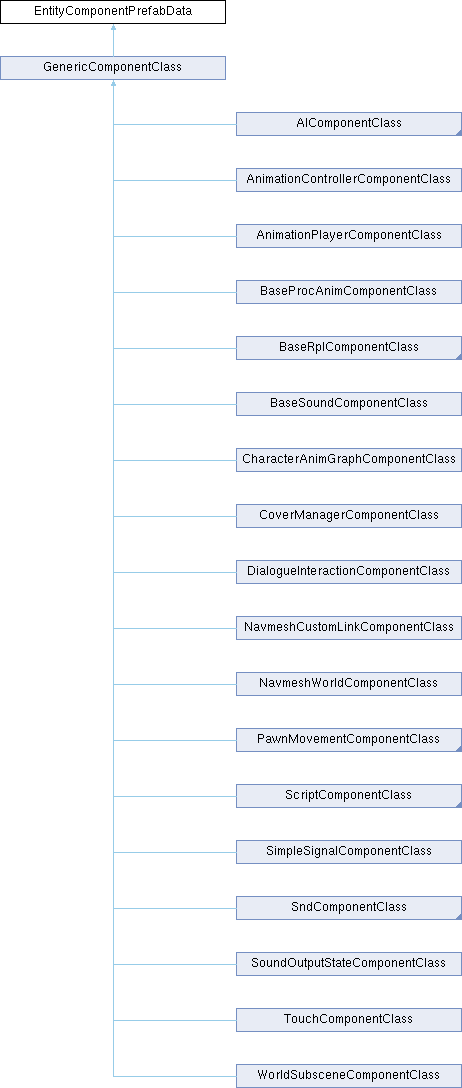 EntityComponentPrefabData
GenericComponentClass
AIComponentClass
AnimationControllerComponentClass
AnimationPlayerComponentClass
BaseProcAnimComponentClass
BaseRplComponentClass
BaseSoundComponentClass
CharacterAnimGraphComponentClass
CoverManagerComponentClass
DialogueInteractionComponentClass
NavmeshCustomLinkComponentClass
NavmeshWorldComponentClass
PawnMovementComponentClass
ScriptComponentClass
SimpleSignalComponentClass
SndComponentClass
SoundOutputStateComponentClass
TouchComponentClass
WorldSubsceneComponentClass